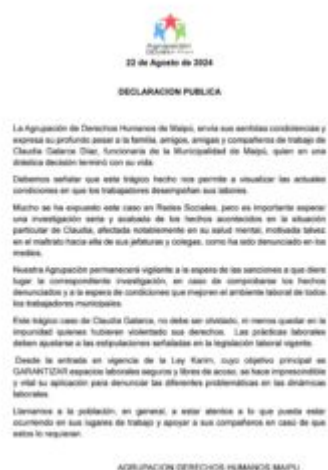 Agrupación
22 de Agosto de 2024
DECLARACION PUBLICA
La Agrupación de Derechos Humanos de Maipú, envía sus sentidas condolencias y
expresa su profundo pesar a la familia, amigos, amigas y compañeros de trabajo de
Claudia Díaz, funcionaria de la Municipalidad de Maipú, quien en una
drástica decisión terminó con su vida.
Debemos señalar que este trágico hecho nos permite a visualizar las actuales
condiciones en que los trabajadores desempeñan sus labores.
Mucho se ha expuesto este caso en Redes Sociales, pero es importante esperar
una investigación seria y acabada de los hechos acontecidos en la situación
particular de Claudia, afectada notablemente en su salud mental, motivada talvez
en el maltrato hacia ella de sus jefaturas y colegas, como ha sido denunciado en los
medios.
Nuestra Agrupación permanecerá vigilante a la espera de las sanciones a que diere
lugar la correspondiente investigación, en caso de comprobarse los hechos
denunciados y a la espera de condiciones que mejoren el ambiente laboral de todos
los trabajadores municipales.
Este trágico caso de Claudia, no debe ser olvidado, ni menos quedar en la
impunidad quienes hubieren violentado sus derechos. Las prácticas laborales
deben ajustarse a las estipulaciones señaladas en la legislación laboral vigente.
Desde la entrada en vigencia de la Ley Karin, cuyo objetivo principal es
GARANTIZAR espacios laborales seguros y libres de acoso, se hace imprescindible
y vital su aplicación para denunciar las diferentes problemáticas en las dinámicas
laborales.
Llamamos a la población, en general, a estar atentos a lo que pueda estar
ocurriendo en sus lugares de trabajo y apoyar a sus compañeros en caso de que
estos lo requieran.
AGRUPACION DERECHOS HUMANOS MAIPU